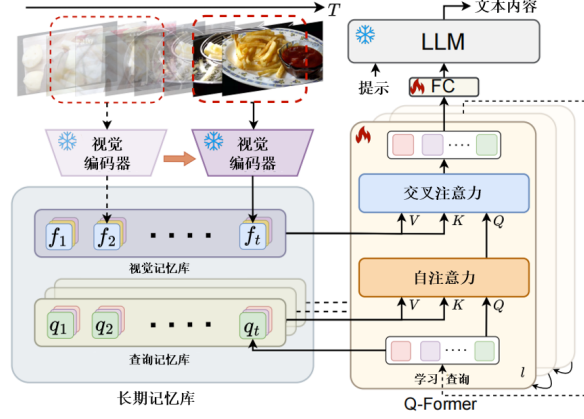 T
文本内容
LLM
提示
FC
视觉
编码器
视觉
编码器
f1 f2 ft
视觉记忆库
q1 q2 qt
查询记忆库
长期记忆库
交叉注意力
V K Q
自注意力
V K Q
学习 查询
l
Q-Former